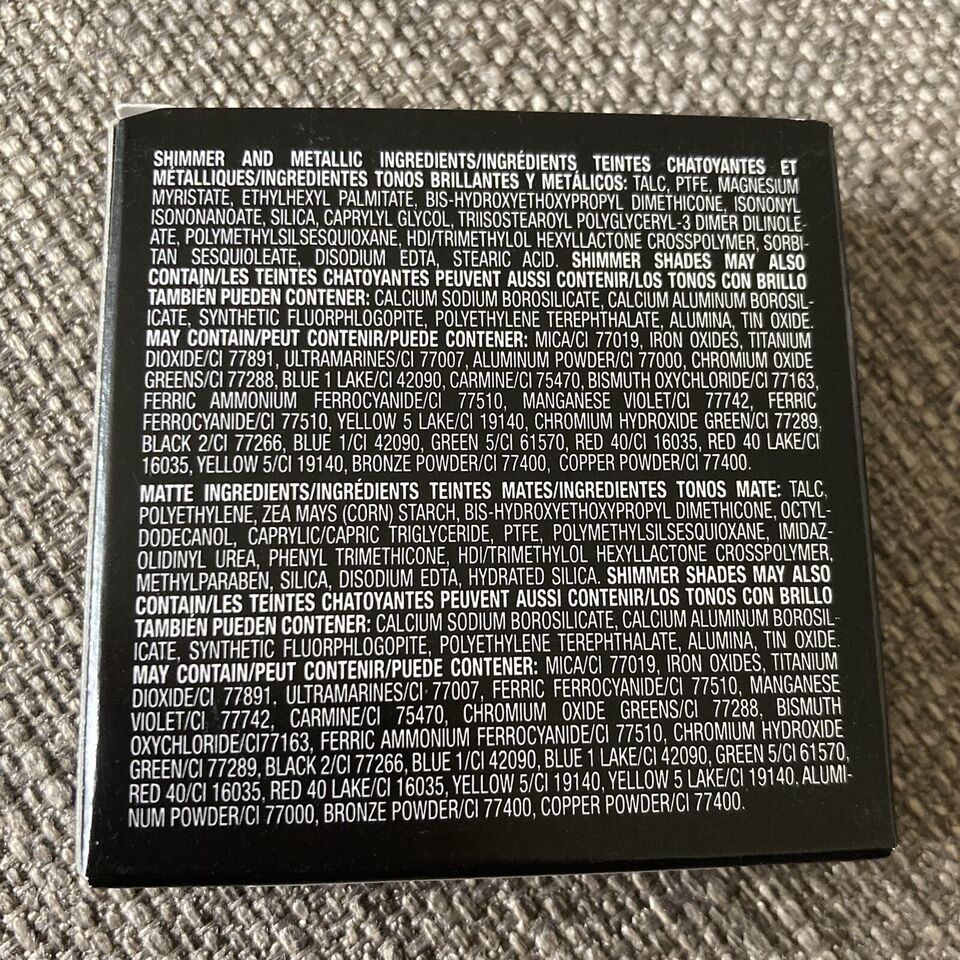 SHIMMER AND METALLIC INGREDIENTS/INGRÉDIENTS TEINTES CHATOYANTES ET
MÉTALLIQUES/INGREDIENTES TONOS BRILLANTES Y METÁLICOS: TALC, PTFE, MAGNESIUM
MYRISTATE, ETHYLHEXYL PALMITATE, BIS-HYDROXYETHOXYPROPYL DIMETHICONE, ISONONYL
ISONONANOATE, SILICA, CAPRYLYL GLYCOL, TRIISOSTEAROYL POLYGLYCERYL-3 DIMER DILINOLE-
ATE, POLYMETHYLSILSESQUIOXANE, HDI/TRIMETHYLOL HEXYLLACTONE CROSSPOLYMER, SORBI-
TAN SESQUIOLEATE, DISODIUM EDTA, STEARIC ACID. SHIMMER SHADES MAY ALSO
CONTAIN/LES TEINTES CHATOYANTES PEUVENT AUSSI CONTENIR/LOS TONOS CON BRILLO
TAMBIÉN PUEDEN CONTENER: CALCIUM SODIUM BOROSILICATE, CALCIUM ALUMINUM BOROSIL-
ICATE, SYNTHETIC FLUORPHLOGOPITE, POLYETHYLENE TEREPHTHALATE, ALUMINA, TIN OXIDE.
MAY CONTAIN/PEUT CONTENIR/PUEDE CONTENER: MICA/CI 77019, IRON OXIDES, TITANIUM
DIOXIDE/CI 77891, ULTRAMARINES/CI 77007, ALUMINUM POWDER/CI 77000, CHROMIUM OXIDE
GREENS/CI 77288, BLUE 1 LAKE/CI 42090, CARMINE/CI 75470, BISMUTH OXYCHLORIDE/CI 77163,
FERRIC AMMONIUM FERROCYANIDE/CI 77510, MANGANESE VIOLET/CI 77742, FERRIC
FERROCYANIDE/CI 77510, YELLOW 5 LAKE/CI 19140, CHROMIUM HYDROXIDE GREEN/CI 77289,
BLACK 2/CI 77266, BLUE 1/CI 42090, GREEN 5/CI 61570, RED 40/CI 16035, RED 40 LAKE/CI
16035, YELLOW 5/CI 19140, BRONZE POWDER/CI 77400, COPPER POWDER/CI 77400.
MATTE INGREDIENTS/INGRÉDIENTS TEINTES MATES/INGREDIENTES TONOS MATE: TALC,
POLYETHYLENE, ZEA MAYS (CORN) STARCH, BIS-HYDROXYETHOXYPROPYL DIMETHICONE, OCTYL-
DODECANOL, CAPRYLIC/CAPRIC TRIGLYCERIDE, PTFE, POLYMETHYLSILSESQUIOXANE, IMIDAZ-
OLIDINYL UREA, PHENYL TRIMETHICONE, HDI/TRIMETHYLOL HEXYLLACTONE CROSSPOLYMER,
METHYLPARABEN, SILICA, DISODIUM EDTA, HYDRATED SILICA. SHIMMER SHADES MAY ALSO
CONTAIN/LES TEINTES CHATOYANTES PEUVENT AUSSI CONTENIR/LOS TONOS CON BRILLO
TAMBIÉN PUEDEN CONTENER: CALCIUM SODIUM BOROSILICATE, CALCIUM ALUMINUM BOROSIL-
ICATE, SYNTHETIC FLUORPHLOGOPITE, POLYETHYLENE TEREPHTHALATE, ALUMINA, TIN OXIDE.
MAY CONTAIN/PEUT CONTENIR/PUEDE CONTENER: MICA/CI 77019, IRON OXIDES, TITANIUM
DIOXIDE/CI 77891, ULTRAMARINES/CI 77007, FERRIC FERROCYANIDE/CI 77510, MANGANESE
VIOLET/CI 77742, CARMINE/CI 75470, CHROMIUM OXIDE GREENS/CI 77288, BISMUTH
OXYCHLORIDE/CI77163, FERRIC AMMONIUM FERROCYANIDE/CI 77510, CHROMIUM HYDROXIDE
GREEN/CI 77289, BLACK 2/CI 77266, BLUE 1/CI 42090, BLUE 1 LAKE/CI 42090, GREEN 5/CI 61570,
RED 40/CI 16035, RED 40 LAKE/CI 16035, YELLOW 5/CI 19140, YELLOW 5 LAKE/CI 19140, ALUMI-
NUM POWDER/CI 77000, BRONZE POWDER/CI 77400, COPPER POWDER/CI 77400.